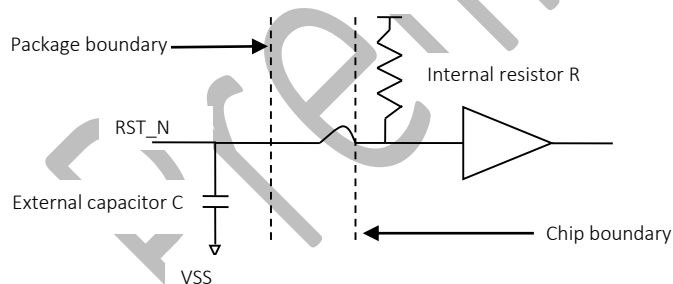 Package boundary
Internal resistor R
RST_N
External capacitor C
Chip boundary
VSS